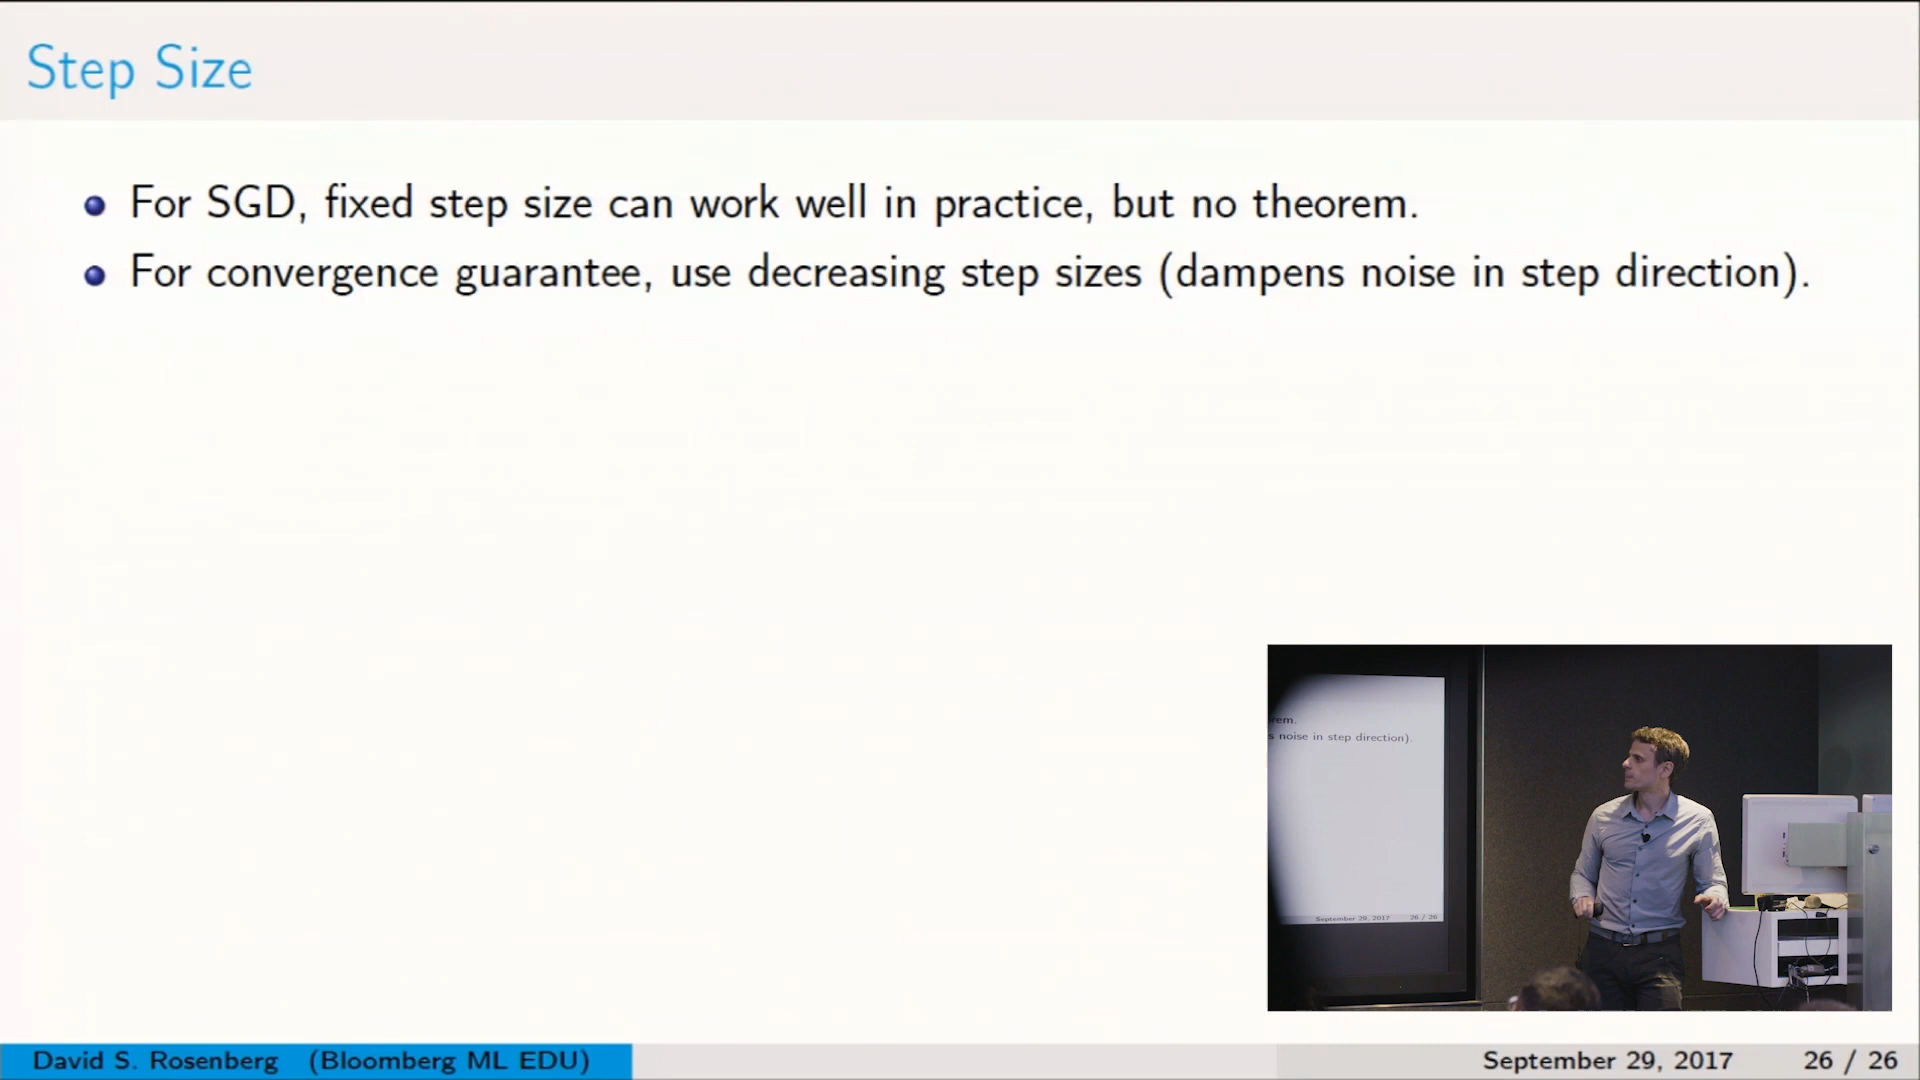 Step Size
For SGD, fixed step size can work well in practice, but no theorem.
For convergence guarantee, use decreasing step sizes (dampens noise in step direction).
rem.
s noise in step direction).
September 29, 2017 26 / 26
David S. Rosenberg (Bloomberg ML EDU) September 29, 2017 26 / 26